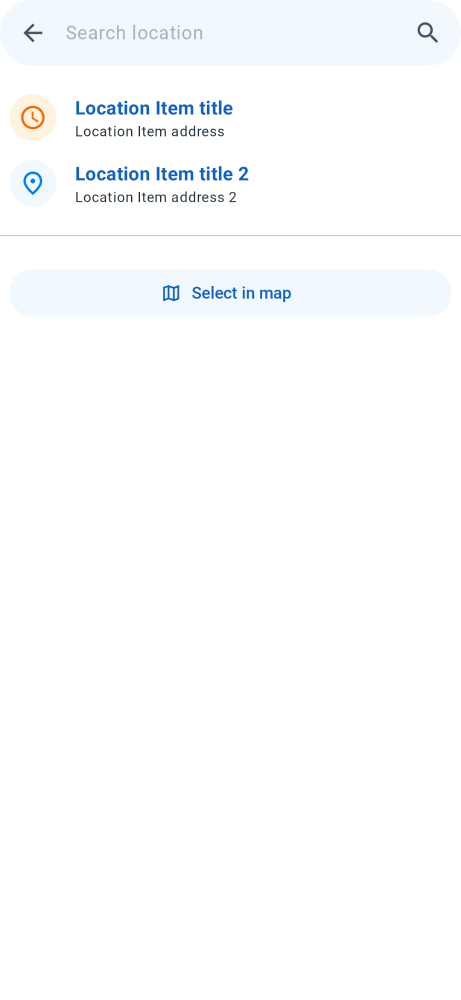 Search location
Location Item title
Location Item address
Location Item title 2
Location Item address 2
Select in map